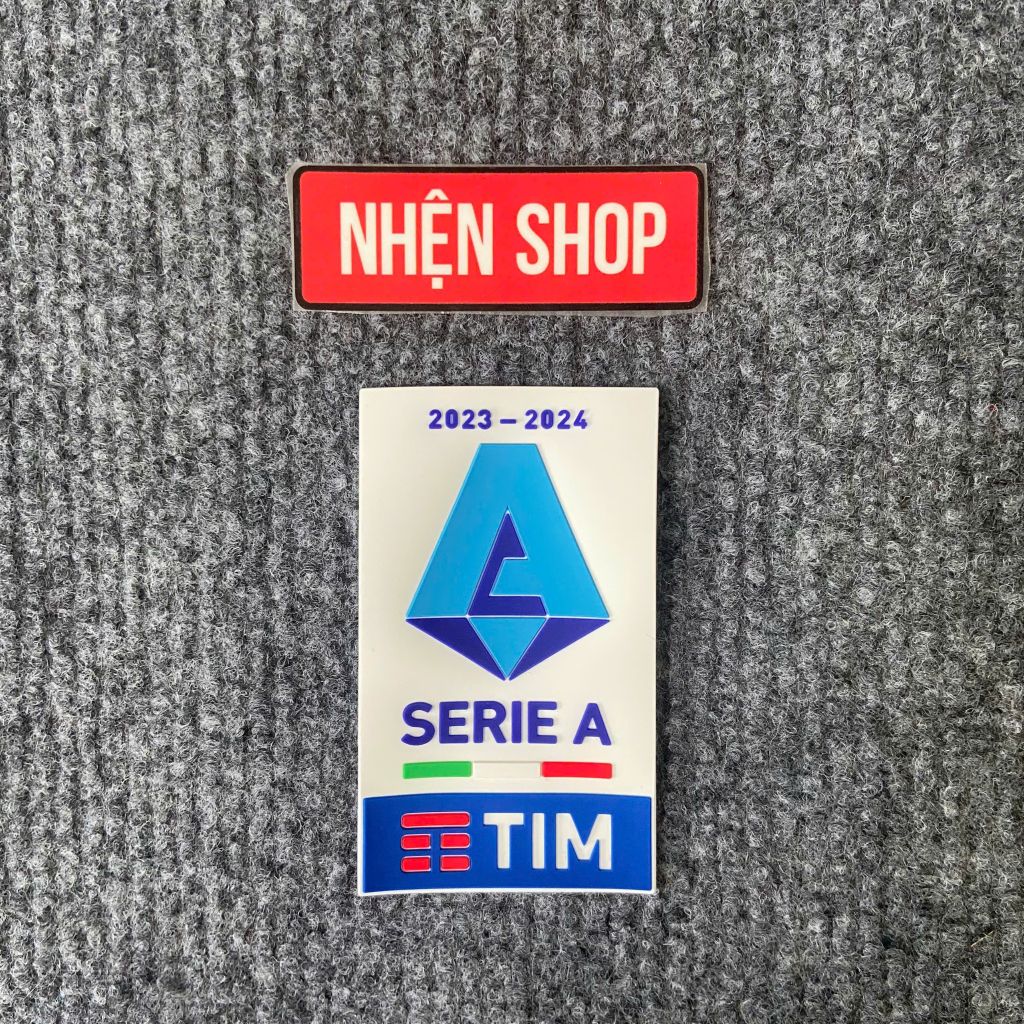 NHỆN SHOP
2023 – 2024
SERIE A
TIM